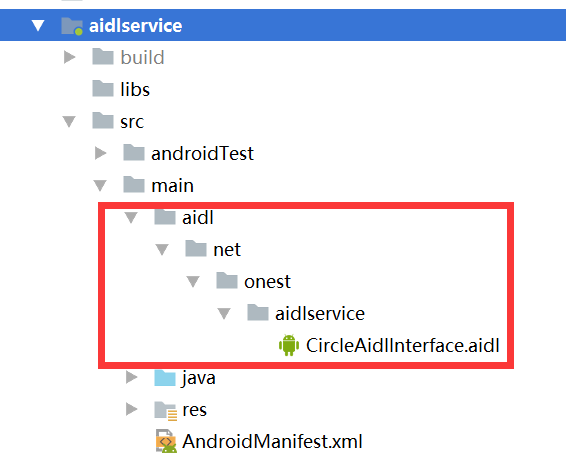 aidlservice
build
libs
src
androidTest
main
aidl
net
onest
aidlservice
CircleAidlInterface.aidl
java
res
AndroidManifest.xml